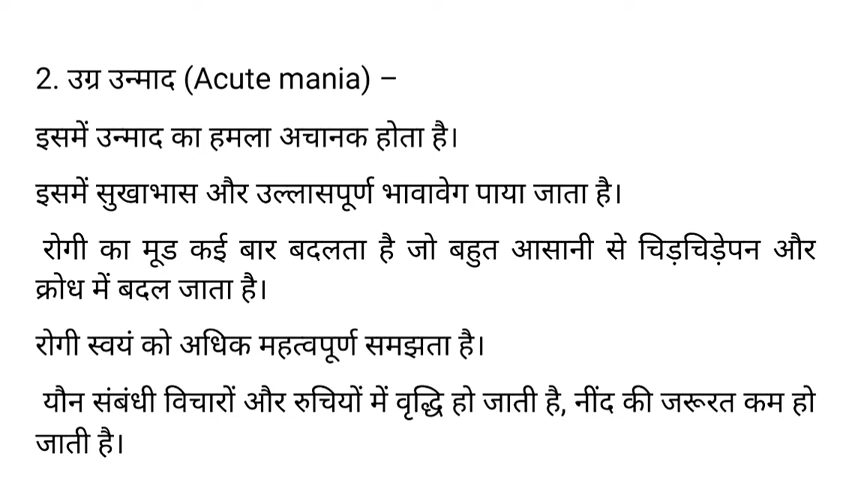 2. उग्र उन्माद (Acute mania) –
इसमें उन्माद का हमला अचानक होता है।
इसमें सुखाभास और उल्लासपूर्ण भावावेग पाया जाता है।
रोगी का मूड कई बार बदलता है जो बहुत आसानी से चिड़चिड़ेपन और
क्रोध में बदल जाता है।
रोगी स्वयं को अधिक महत्वपूर्ण समझता है।
यौन संबंधी विचारों और रुचियों में वृद्धि हो जाती है, नींद की जरूरत कम हो
जाती है।